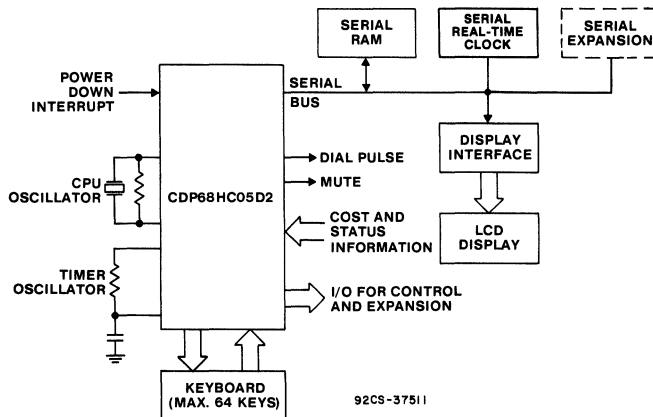 SERIAL
RAM
SERIAL
REAL-TIME
CLOCK
SERIAL
EXPANSION
POWER
DOWN
INTERRUPT
SERIAL
BUS
DISPLAY
INTERFACE
DIAL PULSE
MUTE
CPU
OSCILLATOR
CDP68HC05D2
COST AND
STATUS
INFORMATION
LCD
DISPLAY
TIMER
OSCILLATOR
I/O FOR CONTROL
AND EXPANSION
KEYBOARD
(MAX. 64 KEYS)
92CS-37511